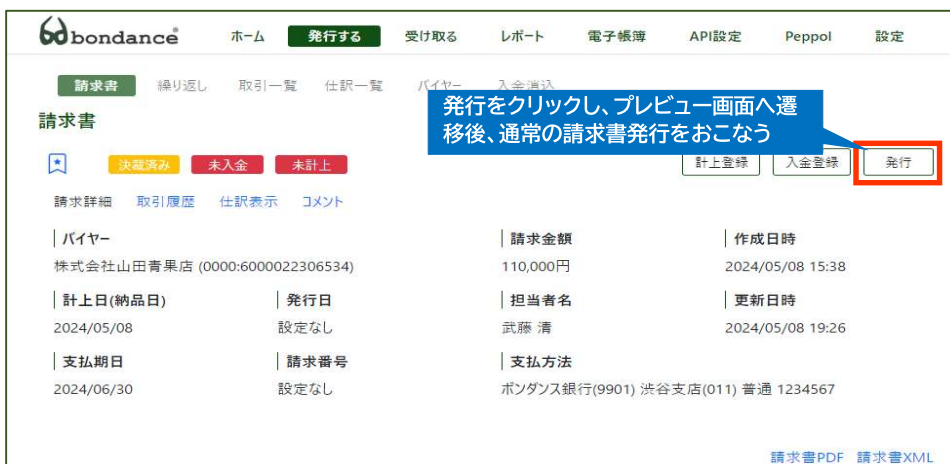 bondance ホーム 発行する 受け取る レポート 電子帳簿 API設定 Peppol 設定
請求書 繰り返し 取引一覧 仕訳一覧 バイヤー 入金消込
発行をクリックし、プレビュー画面へ遷
移後、通常の請求書発行をおこなう
請求書
決裁済み 未入金 未計上 計上登録 入金登録 発行
請求詳細 取引履歴 仕訳表示 コメント
バイヤー 請求金額 作成日時
株式会社山田青果店 (0000:6000022306534) 110,000円 2024/05/08 15:38
計上日(納品日) 発行日 担当者名 更新日時
2024/05/08 設定なし 武藤 清 2024/05/08 19:26
支払期日 請求番号 支払方法
2024/06/30 設定なし ボンダンス銀行(9901) 渋谷支店(011) 普通 1234567
請求書PDF 請求書XML